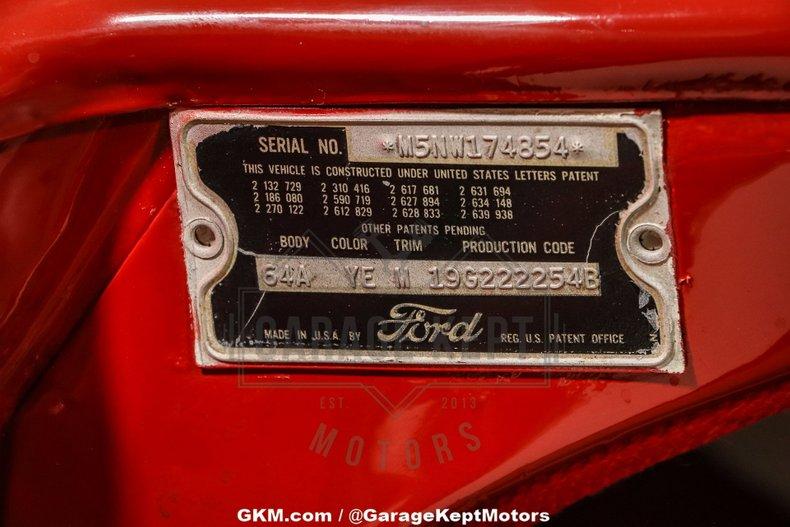 SERIAL NO. *M5NW174854*
THIS VEHICLE IS CONSTRUCTED UNDER UNITED STATES LETTERS PATENT
2 132 729 2 310 416 2 617 681 2 631 694
2 186 080 2 590 719 2 627 894 2 634 148
2 270 122 2 612 829 2 628 833 2 639 938
OTHER PATENTS PENDING
BODY COLOR TRIM PRODUCTION CODE
64A YE M 19G222254B
MADE IN U.S.A. BY Ford REG. U.S. PATENT OFFICE
GARAGE KEPT
EST. 2013
MOTORS
GKM.com / @GarageKeptMotors